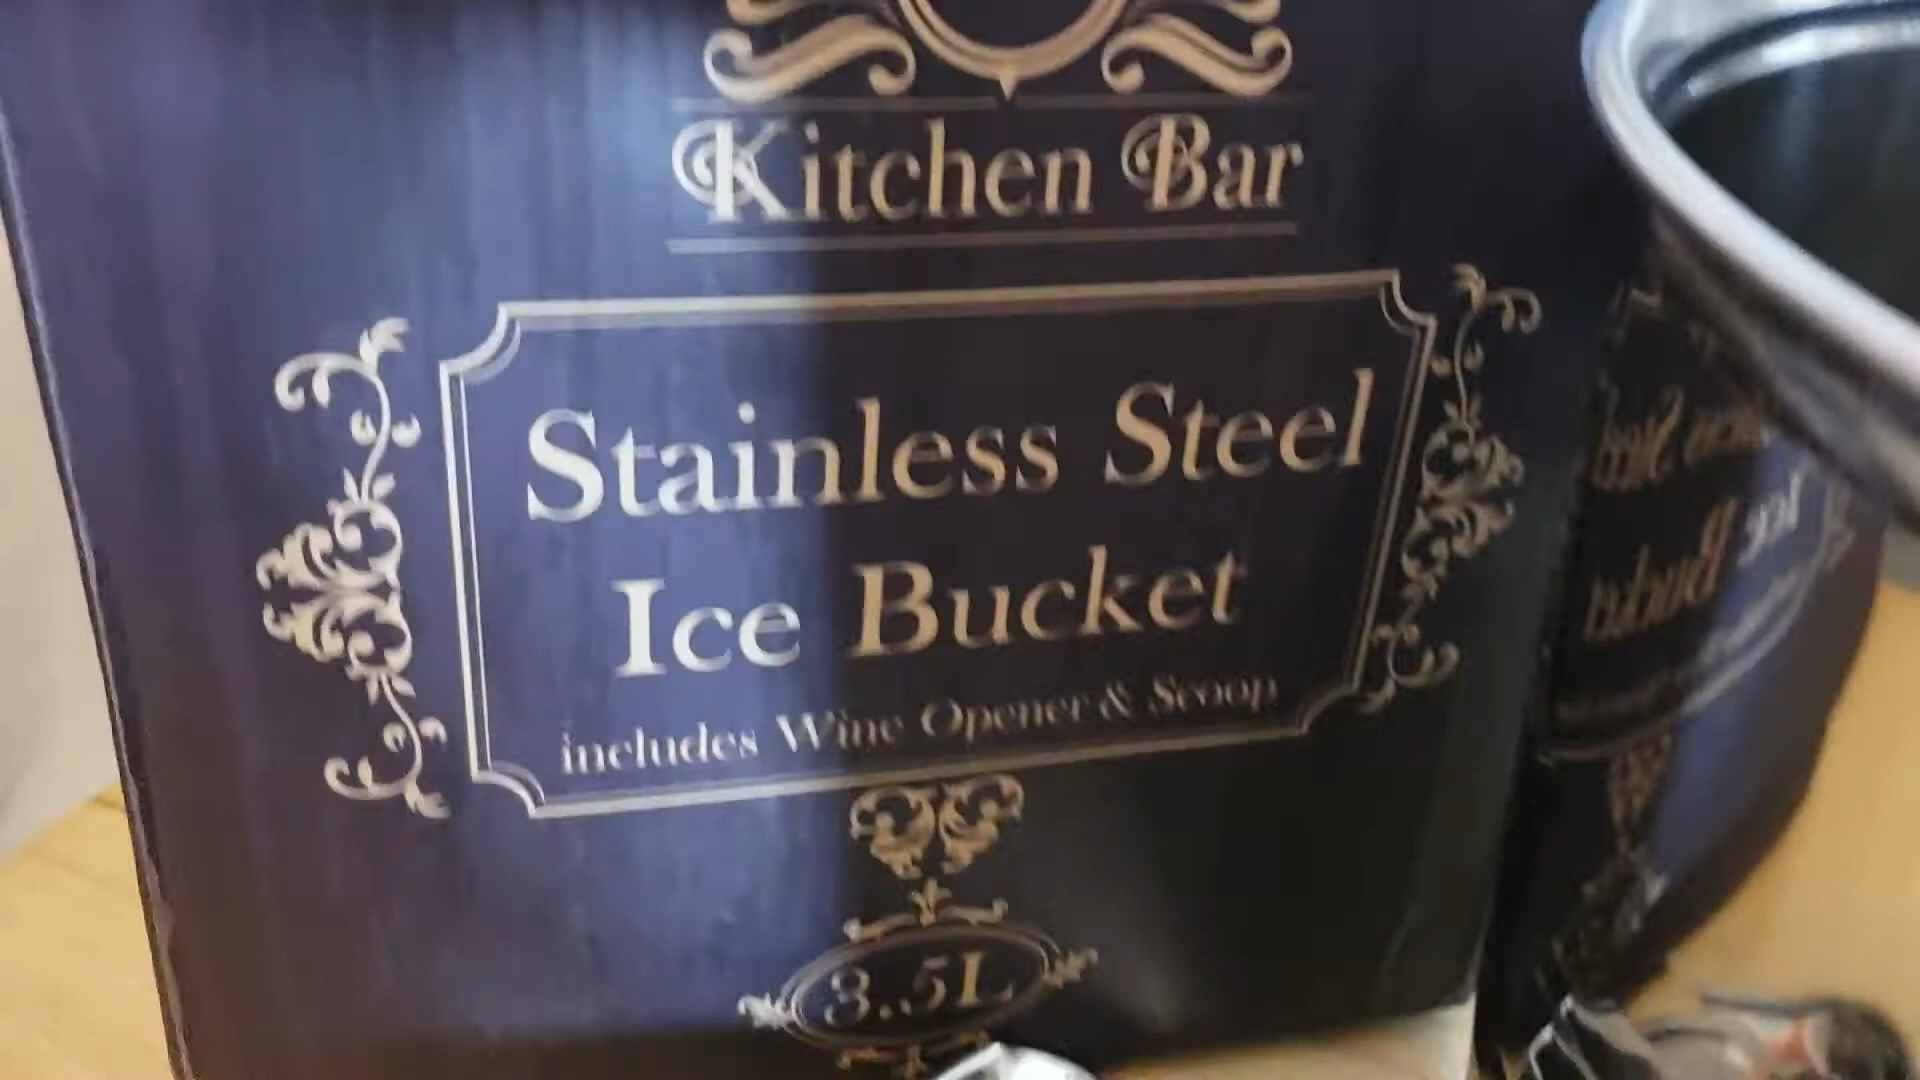 Kitchen Bar
Stainless Steel
Ice Bucket
includes Wine Opener & Scoop
3.5L